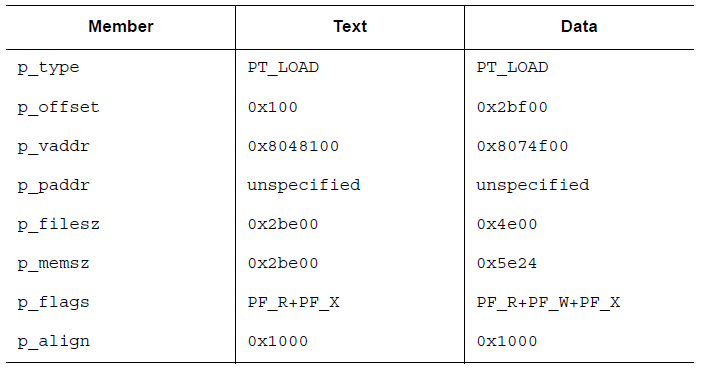 Member Text Data
p_type PT_LOAD PT_LOAD
p_offset 0x100 0x2bf00
p_vaddr 0x8048100 0x8074f00
p_paddr unspecified unspecified
p_filesz 0x2be00 0x4e00
p_memsz 0x2be00 0x5e24
p_flags PF_R+PF_X PF_R+PF_W+PF_X
p_align 0x1000 0x1000